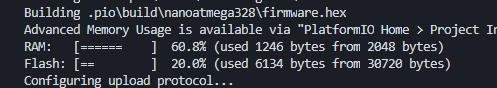 Building .pio\build\nanoatmega328\firmware.hex
Advanced Memory Usage is available via "PlatformIO Home > Project In
RAM:   [======    ]  60.8% (used 1246 bytes from 2048 bytes)
Flash: [==        ]  20.0% (used 6134 bytes from 30720 bytes)
Configuring upload protocol...